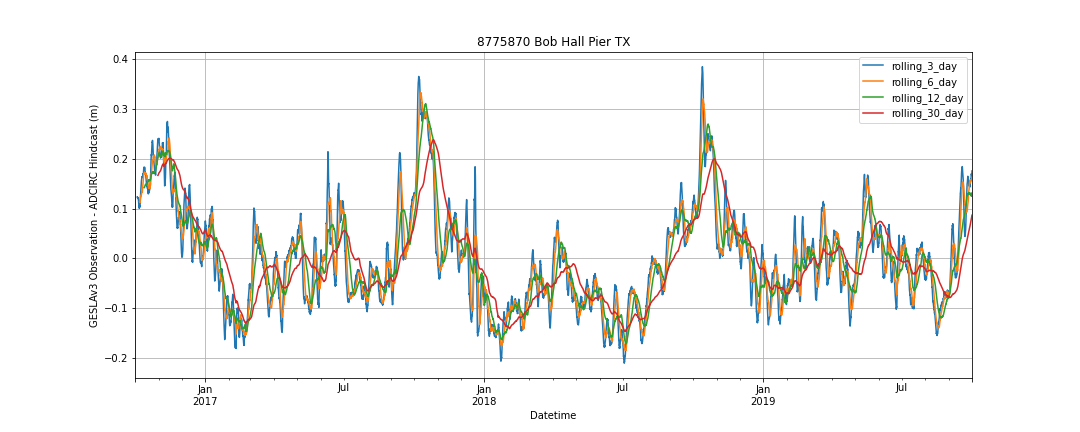 8775870 Bob Hall Pier TX
GESLAv3 Observation - ADCIRC Hindcast (m)
0.4
0.3
0.2
0.1
0.0
−0.1
−0.2
rolling_3_day
rolling_6_day
rolling_12_day
rolling_30_day
Jan
2017
Jul
Jan
2018
Jul
Jan
2019
Jul
Datetime